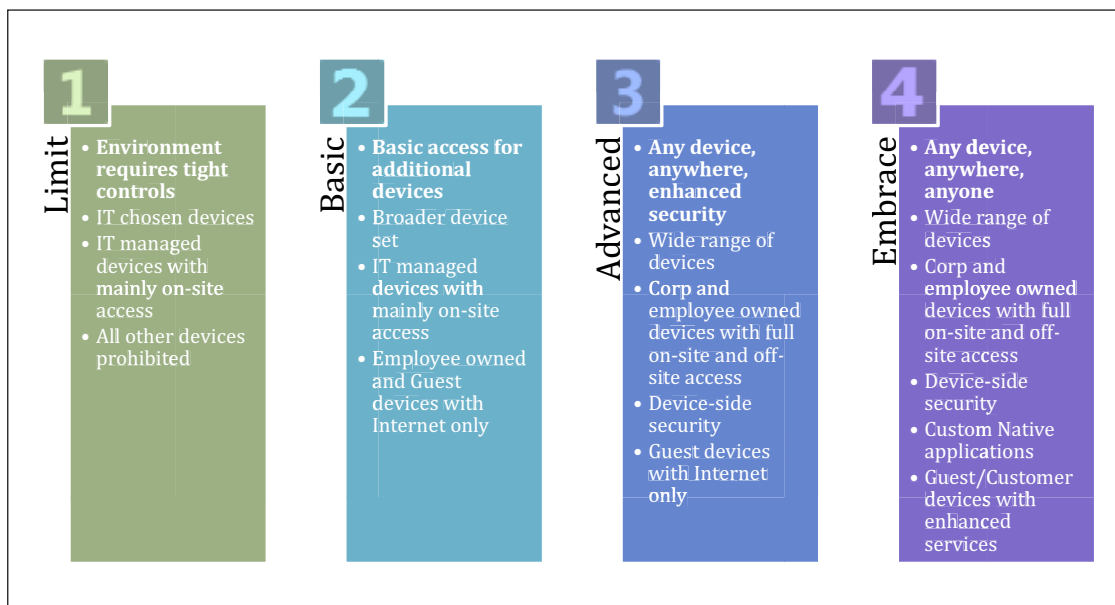 1
Limit
• Environment
requires tight
controls
• IT chosen devices
• IT managed
devices with
mainly on-site
access
• All other devices
prohibited
2
Basic
• Basic access for
additional
devices
• Broader device
set
• IT managed
devices with
mainly on-site
access
• Employee owned
and Guest
devices with
Internet only
3
Advanced
• Any device,
anywhere,
enhanced
security
• Wide range of
devices
• Corp and
employee owned
devices with full
on-site and off-
site access
• Device-side
security
• Guest devices
with Internet
only
4
Embrace
• Any device,
anywhere,
anyone
• Wide range of
devices
• Corp and
employee owned
devices with full
on-site and off-
site access
• Device-side
security
• Custom Native
applications
• Guest/Customer
devices with
enhanced
services